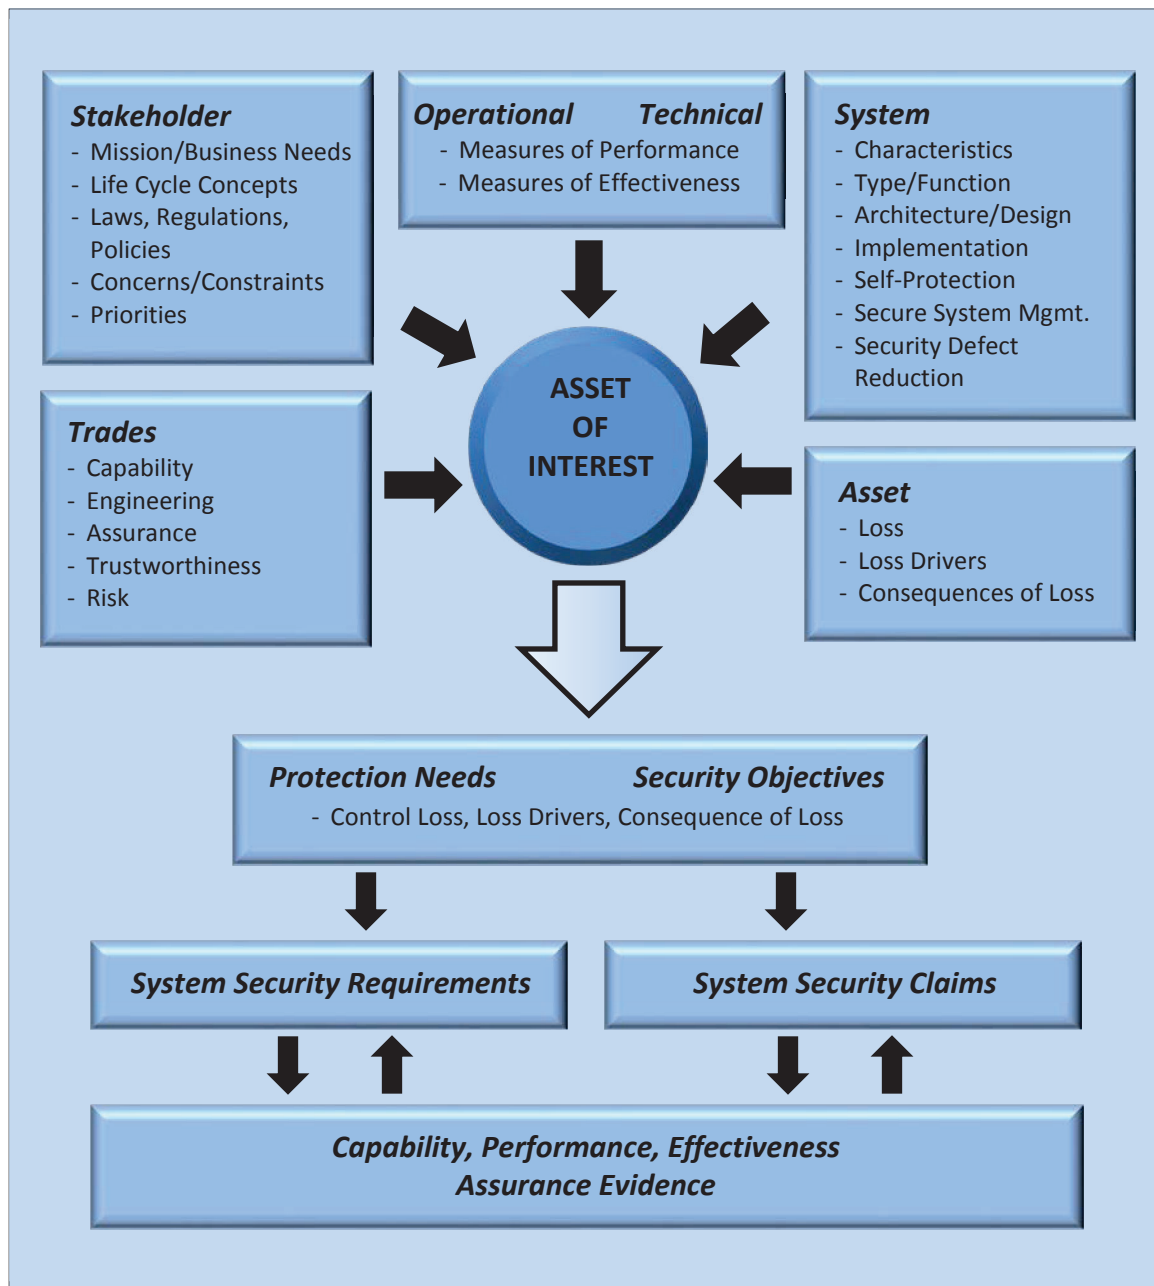 Stakeholder
- Mission/Business Needs
- Life Cycle Concepts
- Laws, Regulations,
Policies
- Concerns/Constraints
- Priorities
Operational Technical
- Measures of Performance
- Measures of Effectiveness
System
- Characteristics
- Type/Function
- Architecture/Design
- Implementation
- Self-Protection
- Secure System Mgmt.
- Security Defect
Reduction
Trades
- Capability
- Engineering
- Assurance
- Trustworthiness
- Risk
ASSET
OF
INTEREST
Asset
- Loss
- Loss Drivers
- Consequences of Loss
Protection Needs Security Objectives
- Control Loss, Loss Drivers, Consequence of Loss
System Security Requirements
System Security Claims
Capability, Performance, Effectiveness
Assurance Evidence